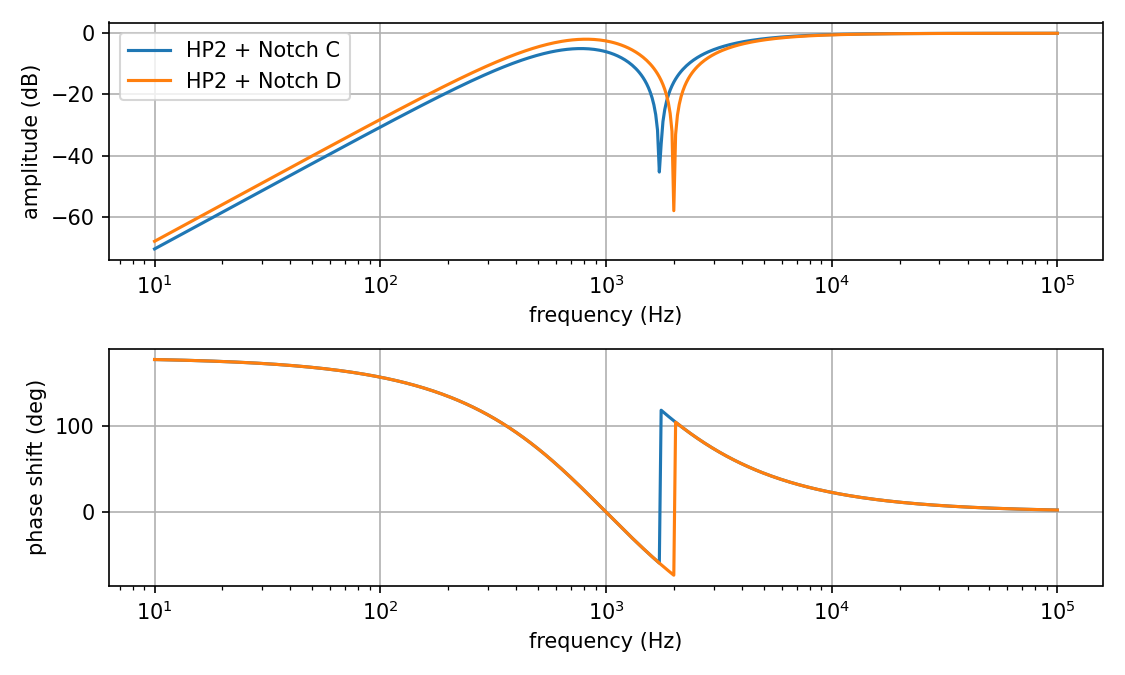 0
−20
−40
−60
amplitude (dB)
HP2 + Notch C
HP2 + Notch D
10¹ 10² 10³ 10⁴ 10⁵
frequency (Hz)
100
0
phase shift (deg)
10¹ 10² 10³ 10⁴ 10⁵
frequency (Hz)